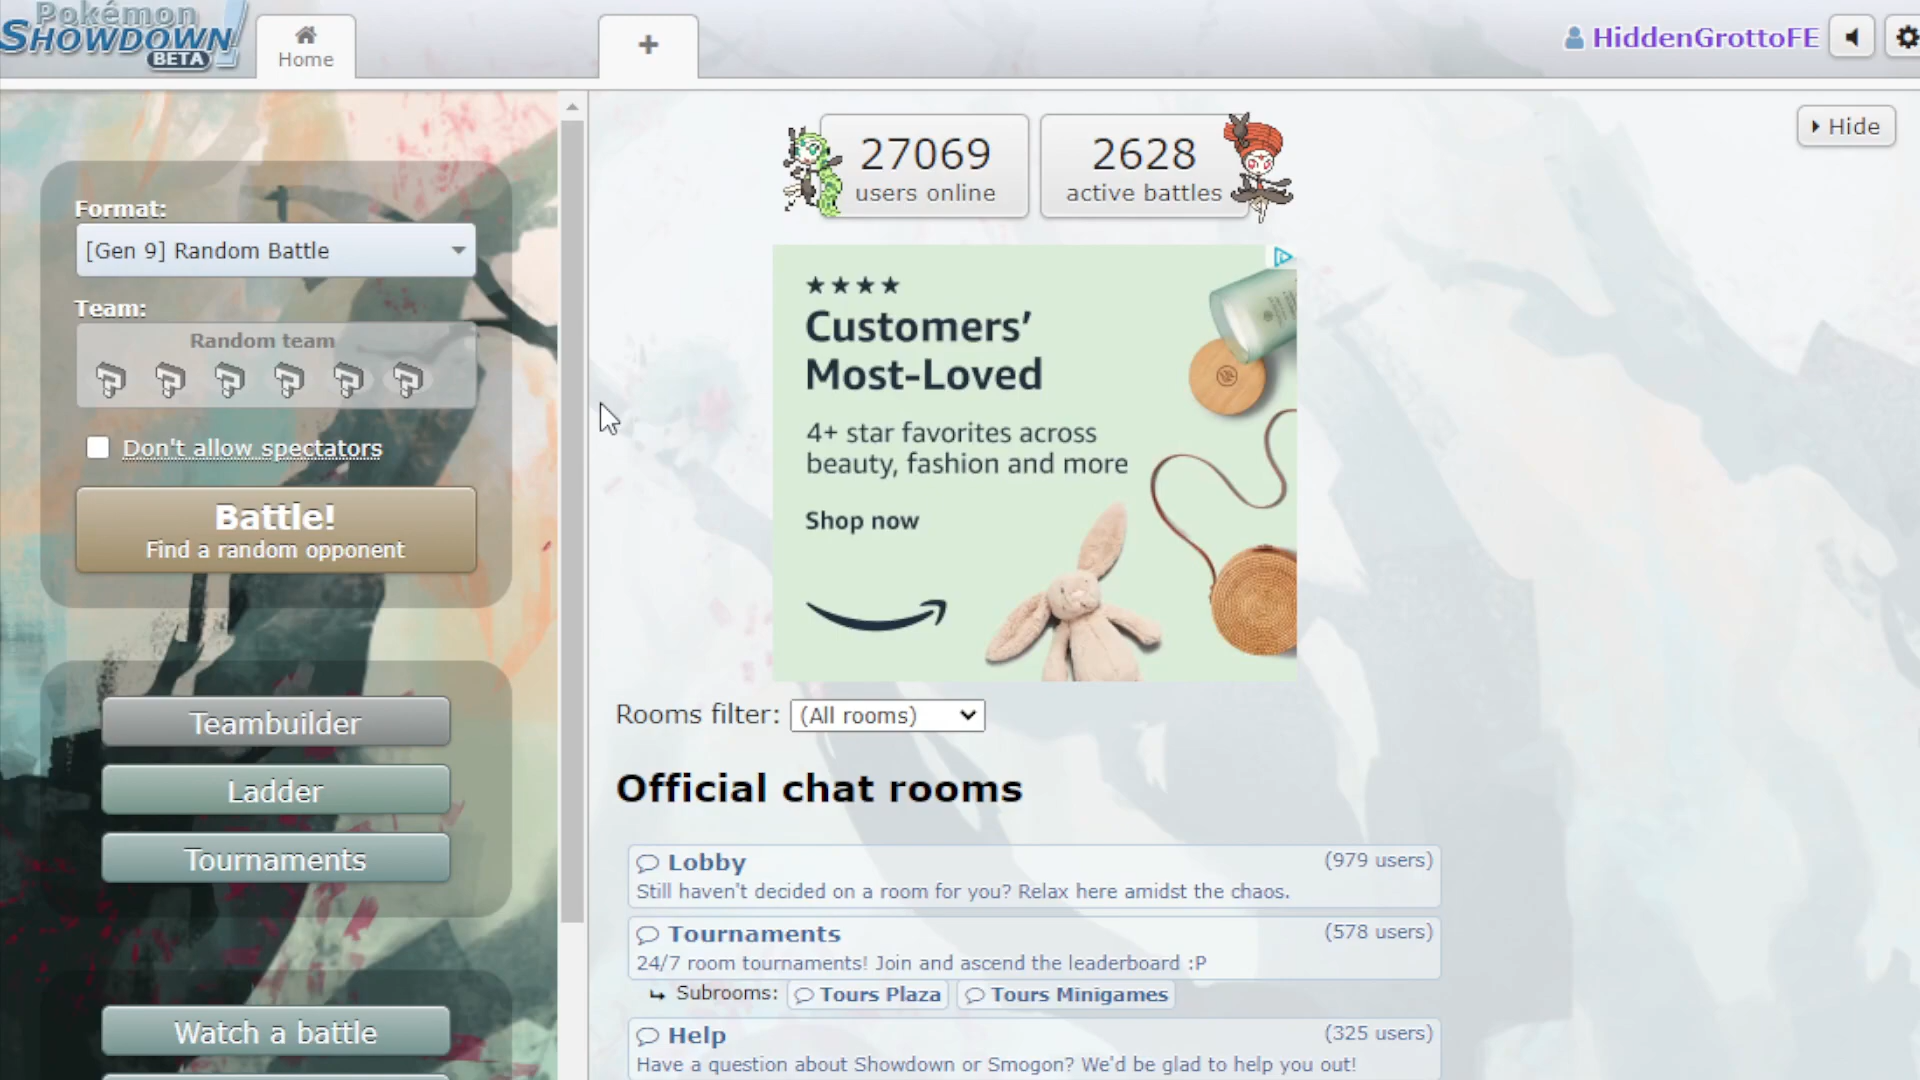 Pokémon
SHOWDOWN!
BETA
Home
HiddenGrottoFE
Format:
[Gen 9] Random Battle
Team:
Random team
Don't allow spectators
Battle!
Find a random opponent
Teambuilder
Ladder
Tournaments
Watch a battle
27069
users online
2628
active battles
Hide
Customers'
Most-Loved
4+ star favorites across
beauty, fashion and more
Shop now
Rooms filter: (All rooms)
Official chat rooms
Lobby (979 users)
Still haven't decided on a room for you? Relax here amidst the chaos.
Tournaments (578 users)
24/7 room tournaments! Join and ascend the leaderboard :P
Subrooms: Tours Plaza Tours Minigames
Help (325 users)
Have a question about Showdown or Smogon? We'd be glad to help you out!